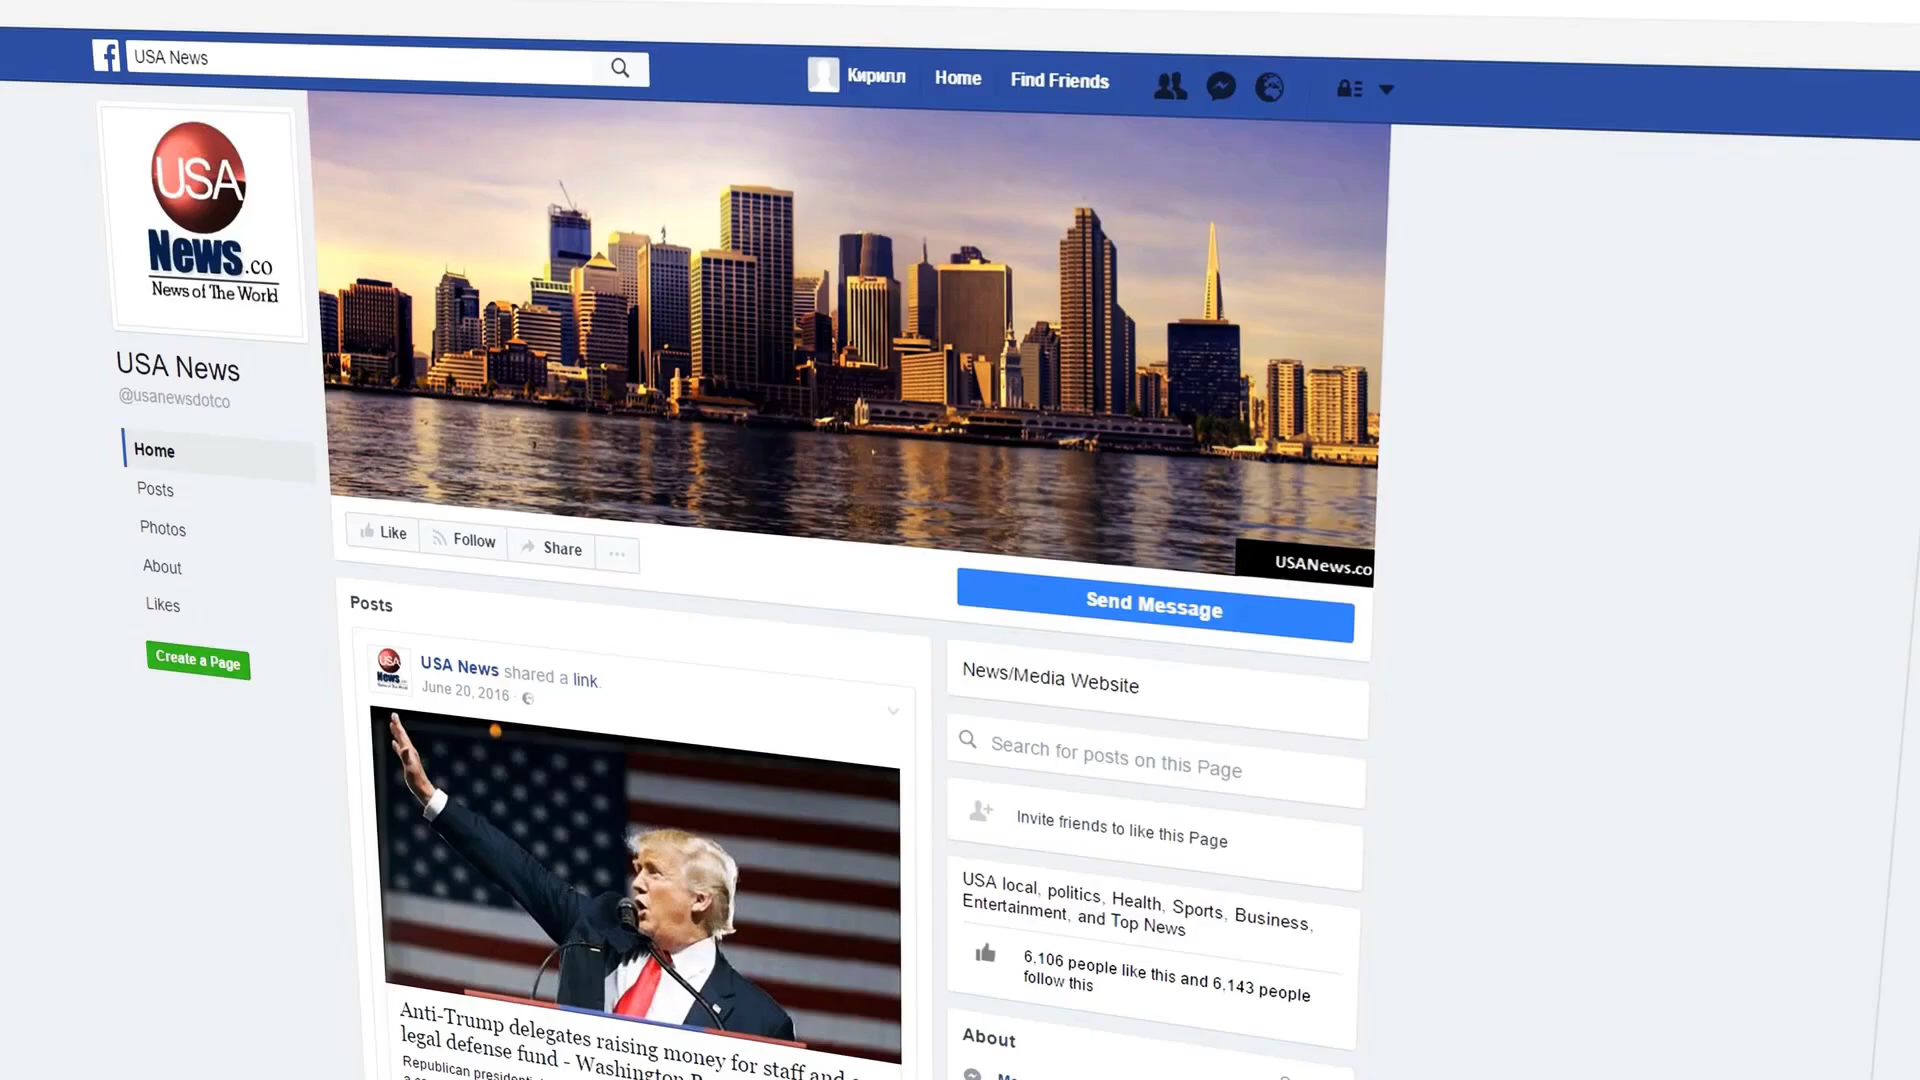 USA News
Кирилл
Home
Find Friends
USA
News.co
News of The World
USA News
@usanewsdotco
Home
Posts
Photos
About
Likes
Create a Page
Like
Follow
Share
USANews.co
Send Message
Posts
USA News shared a link.
June 20, 2016
USA
News
Anti-Trump delegates raising money for staff and
legal defense fund - Washington
Republican
News/Media Website
Search for posts on this Page
Invite friends to like this Page
USA local, politics, Health, Sports, Business,
Entertainment, and Top News
6,106 people like this and 6,143 people
follow this
About